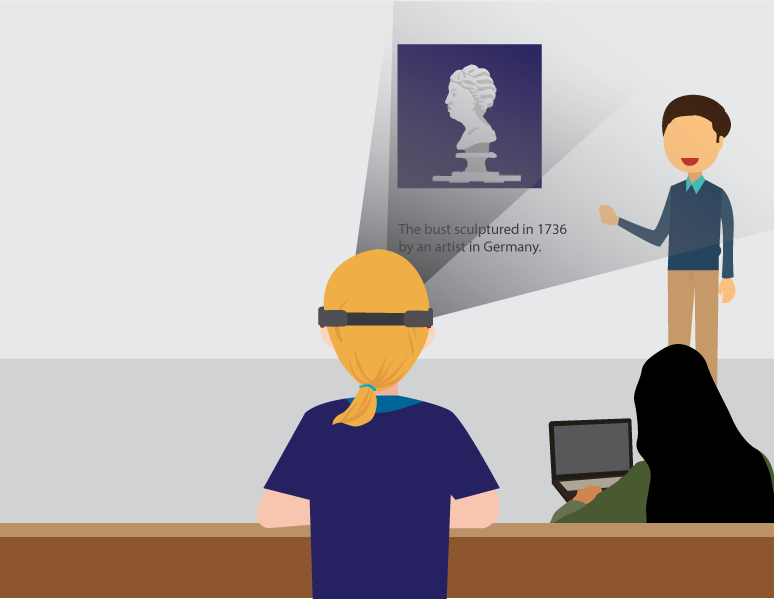 The bust sculptured in 1736
by an artist in Germany.